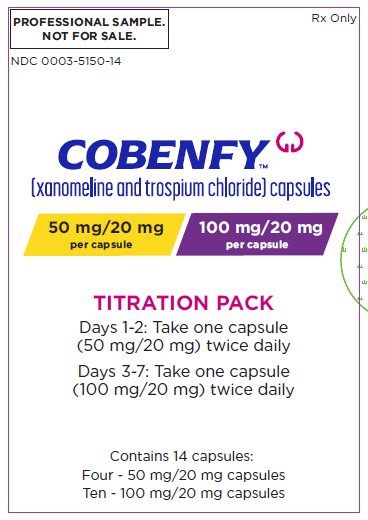 PROFESSIONAL SAMPLE.
NOT FOR SALE.
Rx Only
NDC 0003-5150-14
COBENFY™
(xanomeline and trospium chloride) capsules
50 mg/20 mg
per capsule
100 mg/20 mg
per capsule
TITRATION PACK
Days 1-2: Take one capsule
(50 mg/20 mg) twice daily
Days 3-7: Take one capsule
(100 mg/20 mg) twice daily
Contains 14 capsules:
Four - 50 mg/20 mg capsules
Ten - 100 mg/20 mg capsules